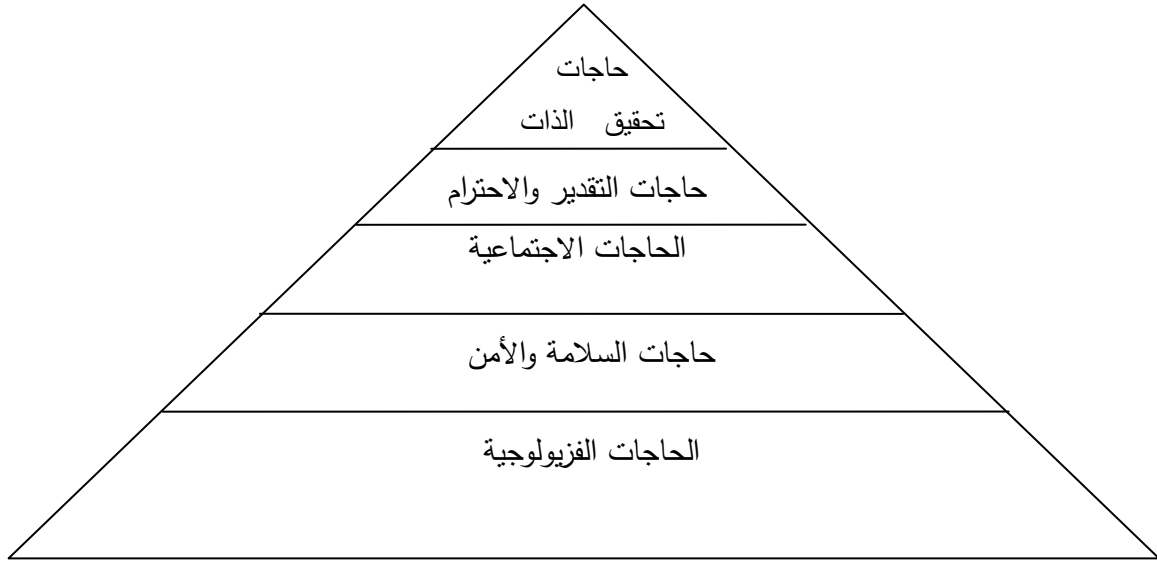 حاجات
تحقيق الذات
حاجات التقدير والاحترام
الحاجات الاجتماعية
حاجات السلامة والأمن
الحاجات الفزيولوجية